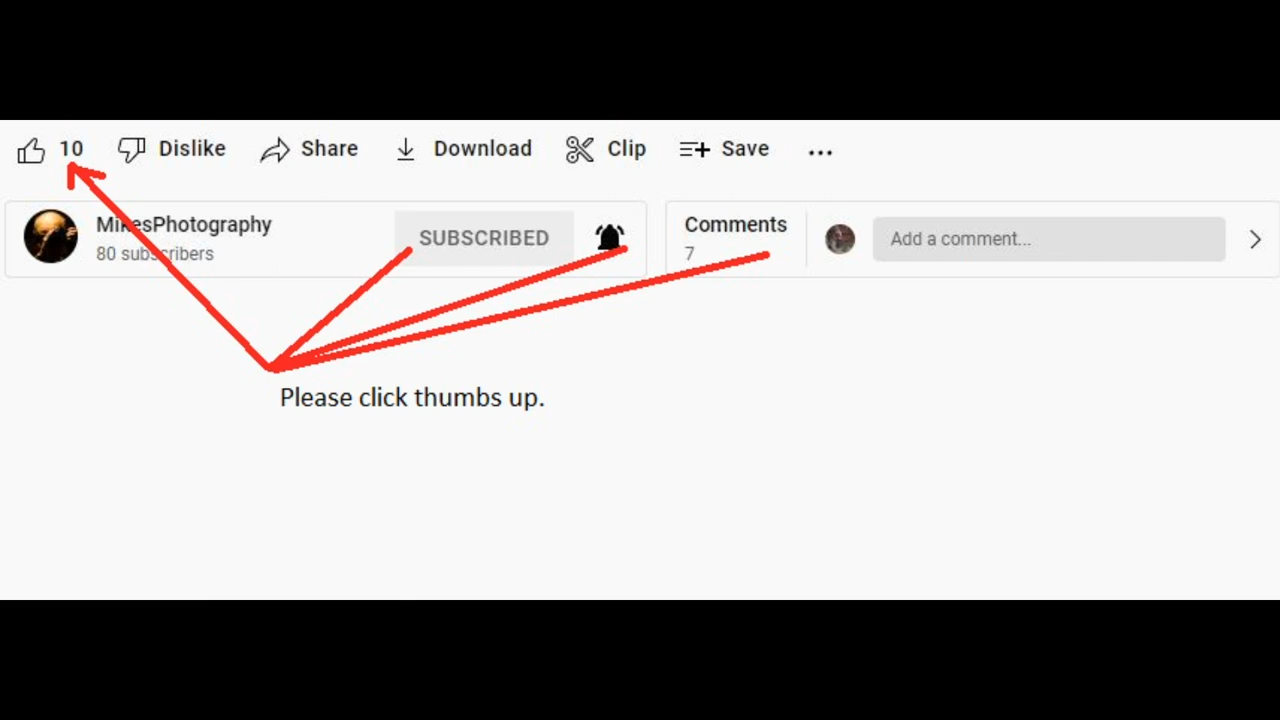 10 Dislike Share Download Clip Save ...
MikesPhotography SUBSCRIBED Comments
80 subscribers 7 Add a comment...
Please click thumbs up.